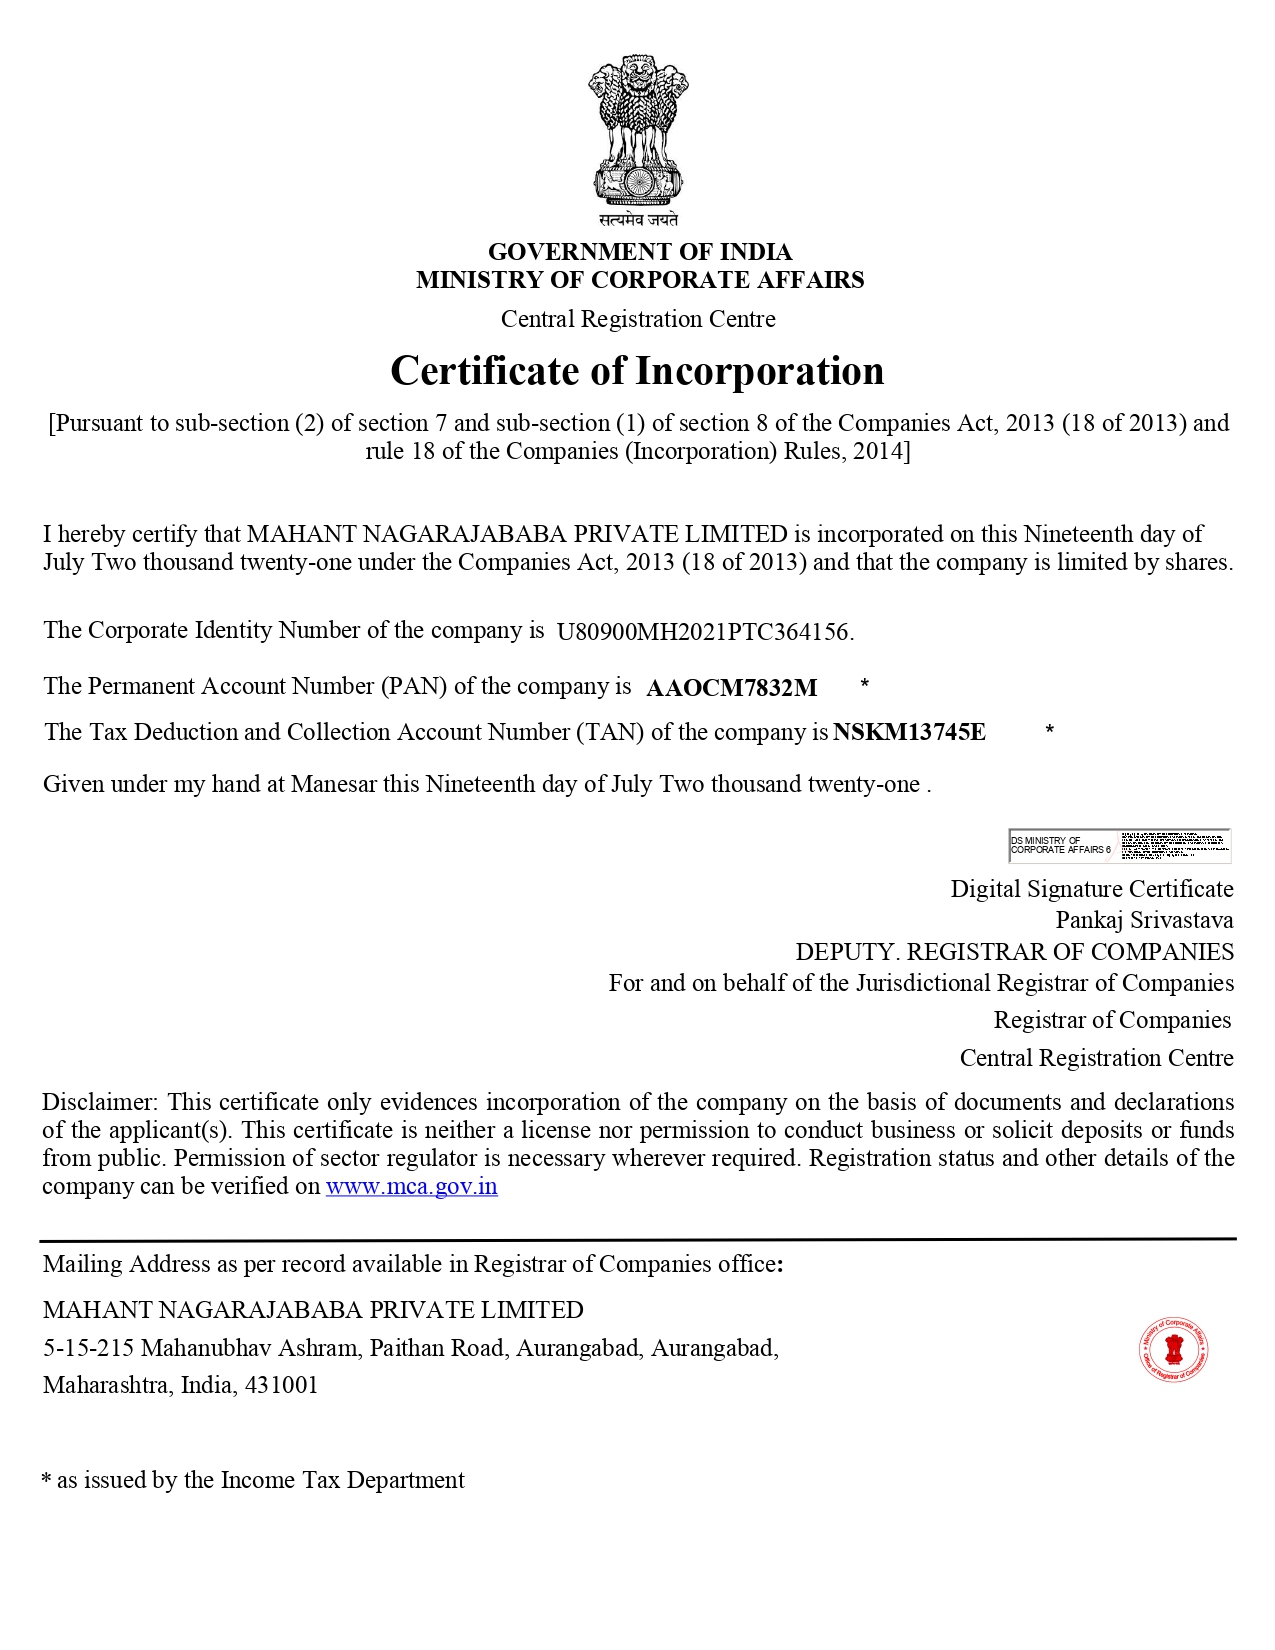 सत्यमेव जयते
GOVERNMENT OF INDIA
MINISTRY OF CORPORATE AFFAIRS
Central Registration Centre
Certificate of Incorporation
[Pursuant to sub-section (2) of section 7 and sub-section (1) of section 8 of the Companies Act, 2013 (18 of 2013) and
rule 18 of the Companies (Incorporation) Rules, 2014]
I hereby certify that MAHANT NAGARAJABABA PRIVATE LIMITED is incorporated on this Nineteenth day of
July Two thousand twenty-one under the Companies Act, 2013 (18 of 2013) and that the company is limited by shares.
The Corporate Identity Number of the company is U80900MH2021PTC364156.
The Permanent Account Number (PAN) of the company is AAOCM7832M *
The Tax Deduction and Collection Account Number (TAN) of the company is NSKM13745E *
Given under my hand at Manesar this Nineteenth day of July Two thousand twenty-one .
DS MINISTRY OF
CORPORATE AFFAIRS 6
Digital Signature Certificate
Pankaj Srivastava
DEPUTY. REGISTRAR OF COMPANIES
For and on behalf of the Jurisdictional Registrar of Companies
Registrar of Companies
Central Registration Centre
Disclaimer: This certificate only evidences incorporation of the company on the basis of documents and declarations
of the applicant(s). This certificate is neither a license nor permission to conduct business or solicit deposits or funds
from public. Permission of sector regulator is necessary wherever required. Registration status and other details of the
company can be verified on www.mca.gov.in
Mailing Address as per record available in Registrar of Companies office:
MAHANT NAGARAJABABA PRIVATE LIMITED
5-15-215 Mahanubhav Ashram, Paithan Road, Aurangabad, Aurangabad,
Maharashtra, India, 431001
Ministry of Corporate Affairs
Office of Registrar of Companies
* as issued by the Income Tax Department